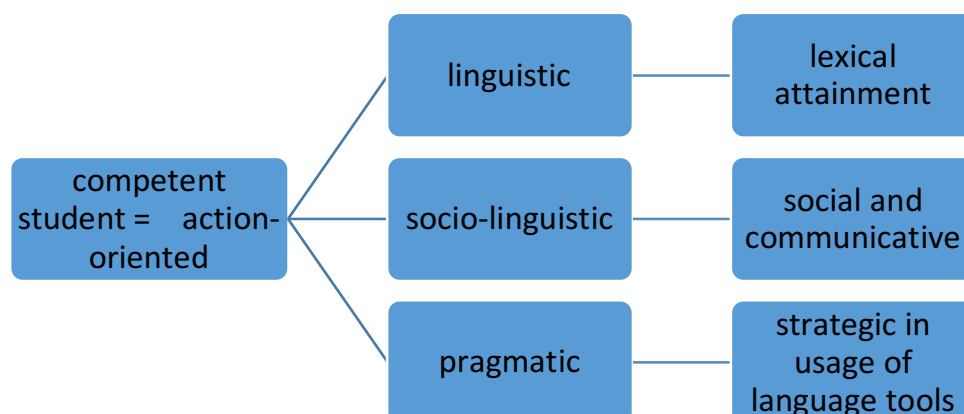 competent
student = action-
oriented
linguistic
lexical
attainment
socio-linguistic
social and
communicative
pragmatic
strategic in
usage of
language tools